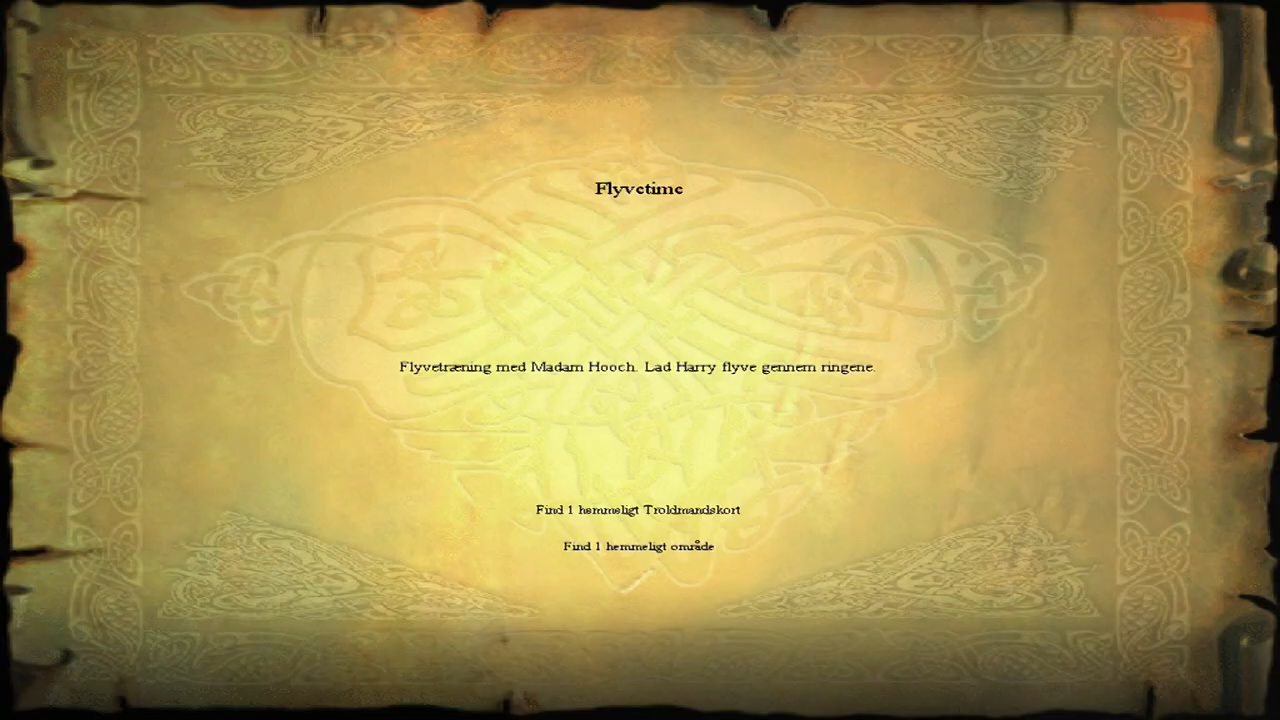 Flyvetime
Flyvetræning med Madam Hooch. Lad Harry flyve gennem ringene.
Find 1 hemmeligt Troldmandskort
Find 1 hemmeligt område